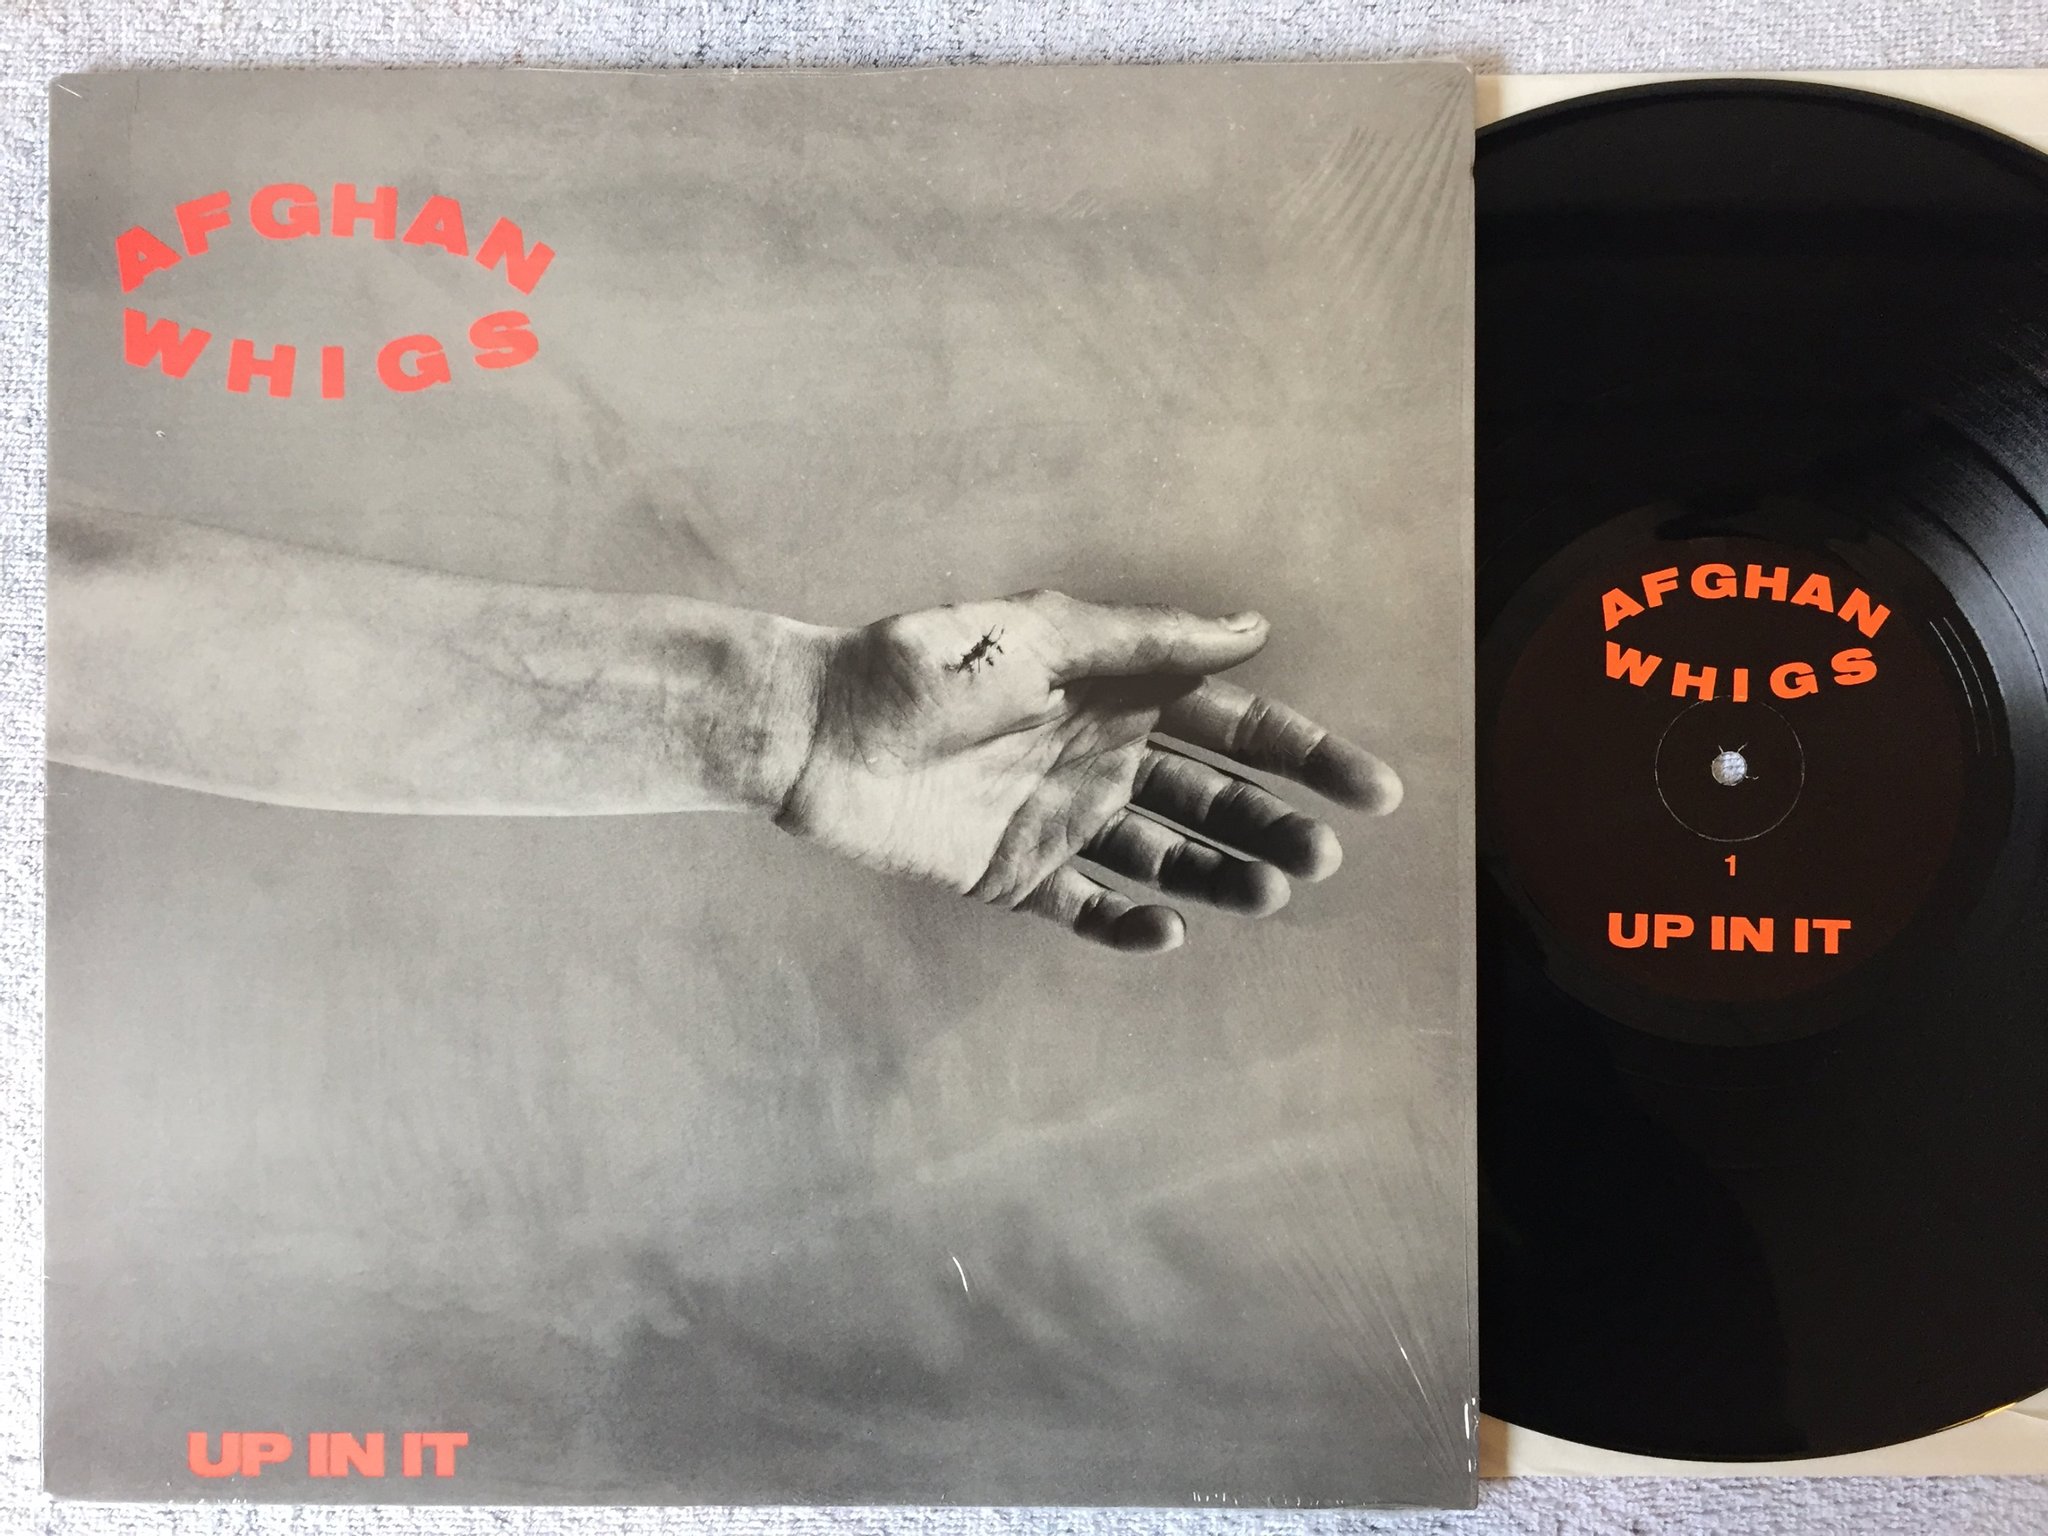 AFGHAN
WHIGS
UP IN IT
AFGHAN
WHIGS
1
UP IN IT